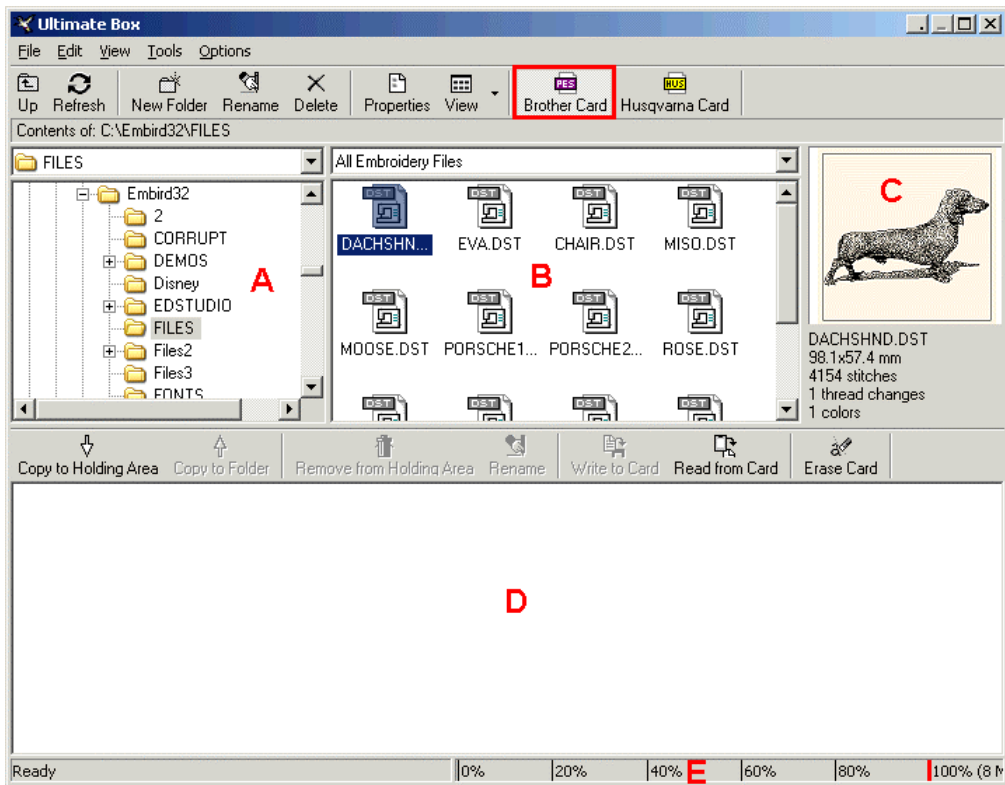 Ultimate Box
File Edit View Tools Options
Up Refresh New Folder Rename Delete Properties View PES Brother Card HUS Husqvarna Card
Contents of: C:\Embird32\FILES
FILES
All Embroidery Files
Embird32
2
CORRUPT
DEMOS
Disney
EDSTUDIO
FILES
Files2
Files3
FONTS
A
DST DST DST DST
DACHSHN... EVA.DST CHAIR.DST MISO.DST
B
DST DST DST DST
MOOSE.DST PORSCHE1... PORSCHE2... ROSE.DST
DST DST DST DST
C
DACHSHND.DST
98.1x57.4 mm
4154 stitches
1 thread changes
1 colors
Copy to Holding Area Copy to Folder Remove from Holding Area Rename Write to Card Read from Card Erase Card
D
Ready 0% 20% 40% E 60% 80% 100% (8 M